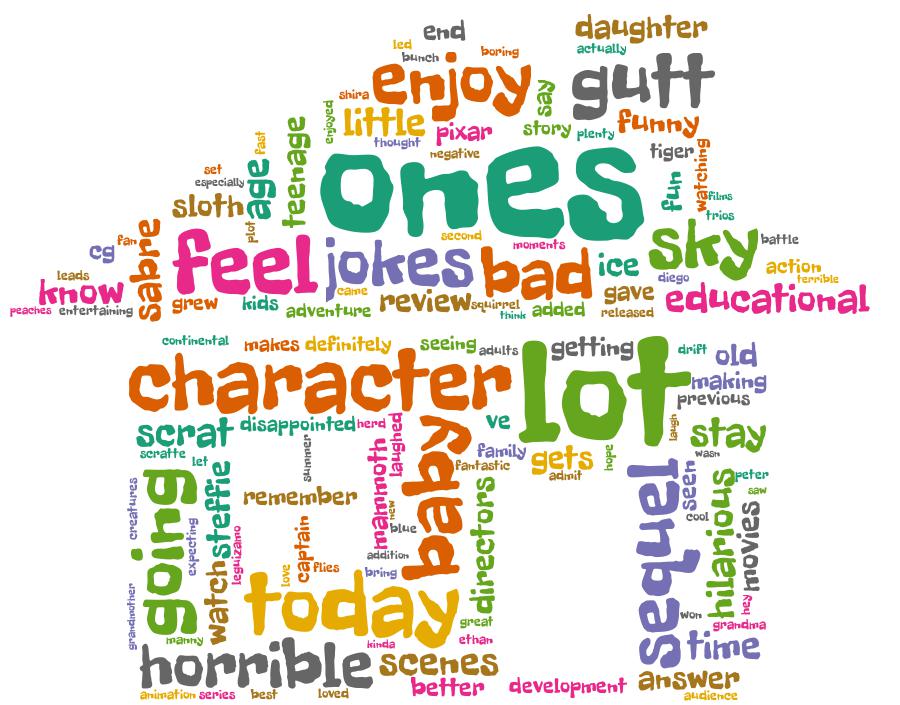 end
daughter
led
actually
bunch
boring
enjoy
gutt
shira
say
enjoyed
little
pixar
story
plenty
funny
teenage
fast
thought
negative
ones
tiger
watching
set
especially
age
fun
films
sloth
plot
trios
second
moments
sky
battle
fan
cg
sabre
feel
jokes
bad
ice
diego
action
terrible
leads
know
came
gave
educational
peaches
entertaining
grew
kids
adventure
review
squirrel
think
added
released
continental
makes
definitely
seeing
adults
lot
getting
drift
old
character
making
previous
scrat
disappointed
herd
laughed
baby
ve
laugh
stay
scratte
let
summer
mammoth
family
gets
hope
wasn
fantastic
admit
going
creatures
steffie
remember
new
directors
sabes
seen
hilarious
peter
saw
movies
expecting
leguizamo
captain
blue
cool
addition
watch
love
flies
bring
grandmother
today
great
won
hey
grandma
manny
kinda
ethan
time
horrible
scenes
answer
animation
series
best
loved
better
development
audience